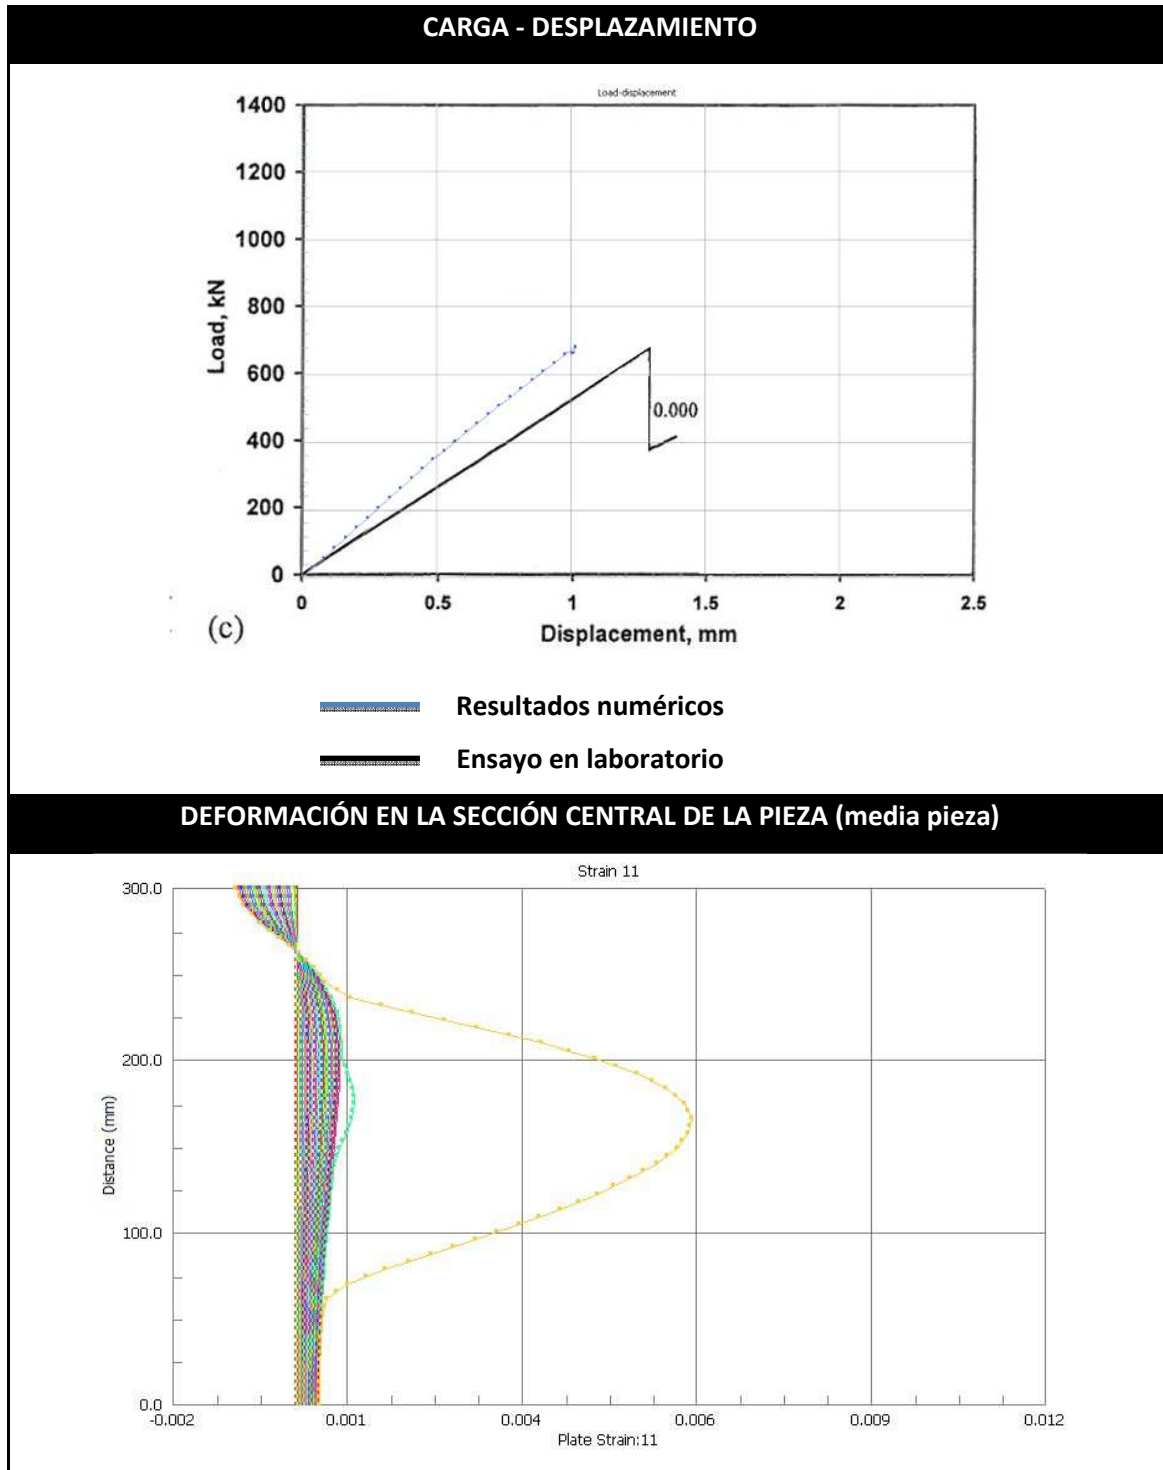 CARGA - DESPLAZAMIENTO
Load-displacement
1400
1200
1000
800
600
400
200
0
Load, kN
0.000
0 0.5 1 1.5 2 2.5
(c)
Displacement, mm
Resultados numéricos
Ensayo en laboratorio
DEFORMACIÓN EN LA SECCIÓN CENTRAL DE LA PIEZA (media pieza)
Strain 11
300.0
200.0
100.0
0.0
Distance (mm)
-0.002 0.001 0.004 0.006 0.009 0.012
Plate Strain:11